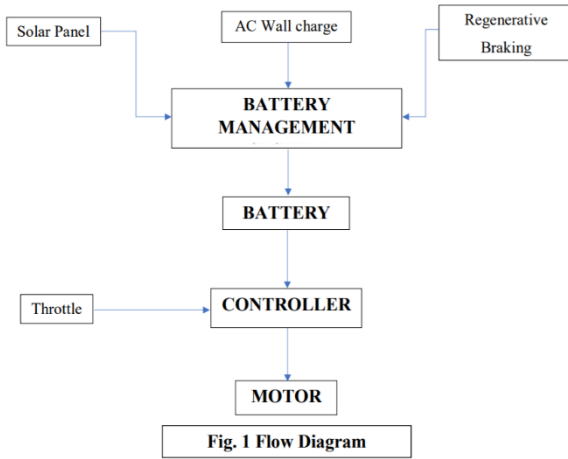 Solar Panel
AC Wall charge
Regenerative
Braking
BATTERY
MANAGEMENT
BATTERY
CONTROLLER
Throttle
MOTOR
Fig. 1 Flow Diagram